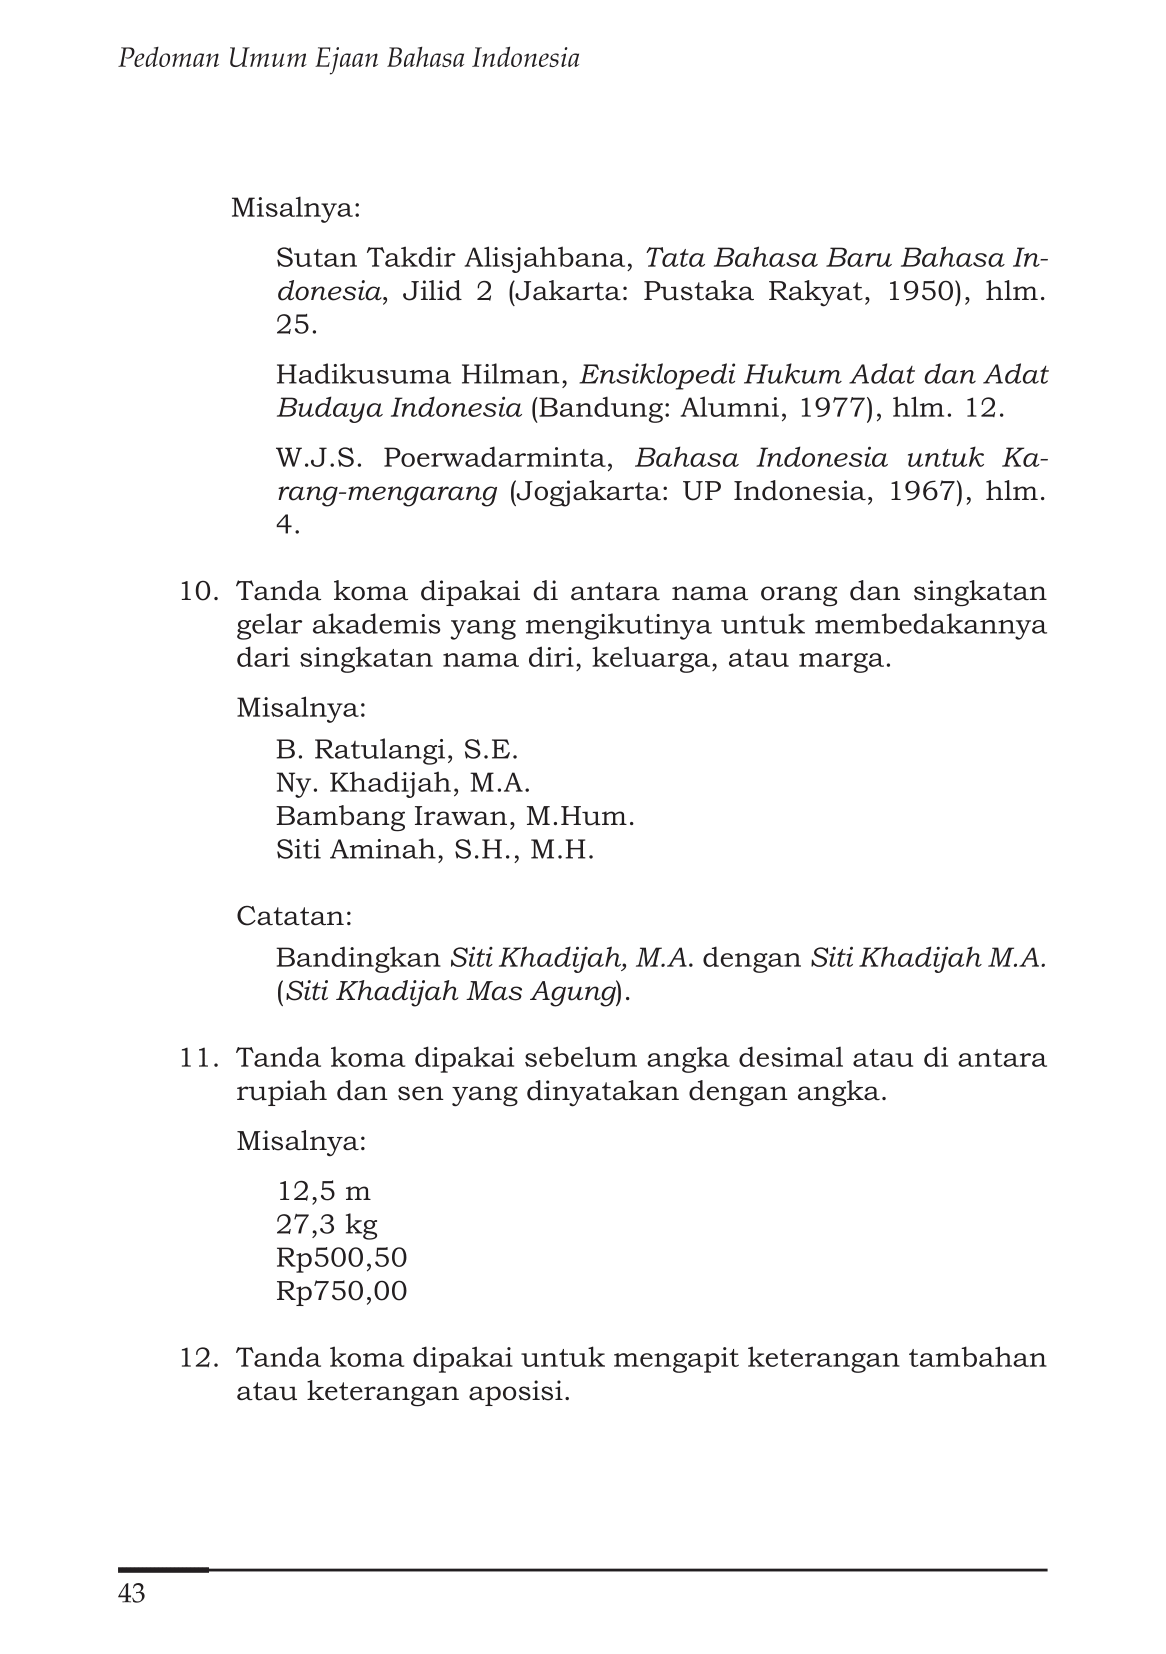 Pedoman Umum Ejaan Bahasa Indonesia
Misalnya:
Sutan Takdir Alisjahbana, Tata Bahasa Baru Bahasa In-
donesia, Jilid 2 (Jakarta: Pustaka Rakyat, 1950), hlm.
25.
Hadikusuma Hilman, Ensiklopedi Hukum Adat dan Adat
Budaya Indonesia (Bandung: Alumni, 1977), hlm. 12.
W.J.S. Poerwadarminta, Bahasa Indonesia untuk Ka-
rang-mengarang (Jogjakarta: UP Indonesia, 1967), hlm.
4.
10. Tanda koma dipakai di antara nama orang dan singkatan
gelar akademis yang mengikutinya untuk membedakannya
dari singkatan nama diri, keluarga, atau marga.
Misalnya:
B. Ratulangi, S.E.
Ny. Khadijah, M.A.
Bambang Irawan, M.Hum.
Siti Aminah, S.H., M.H.
Catatan:
Bandingkan Siti Khadijah, M.A. dengan Siti Khadijah M.A.
(Siti Khadijah Mas Agung).
11. Tanda koma dipakai sebelum angka desimal atau di antara
rupiah dan sen yang dinyatakan dengan angka.
Misalnya:
12,5 m
27,3 kg
Rp500,50
Rp750,00
12. Tanda koma dipakai untuk mengapit keterangan tambahan
atau keterangan aposisi.
43